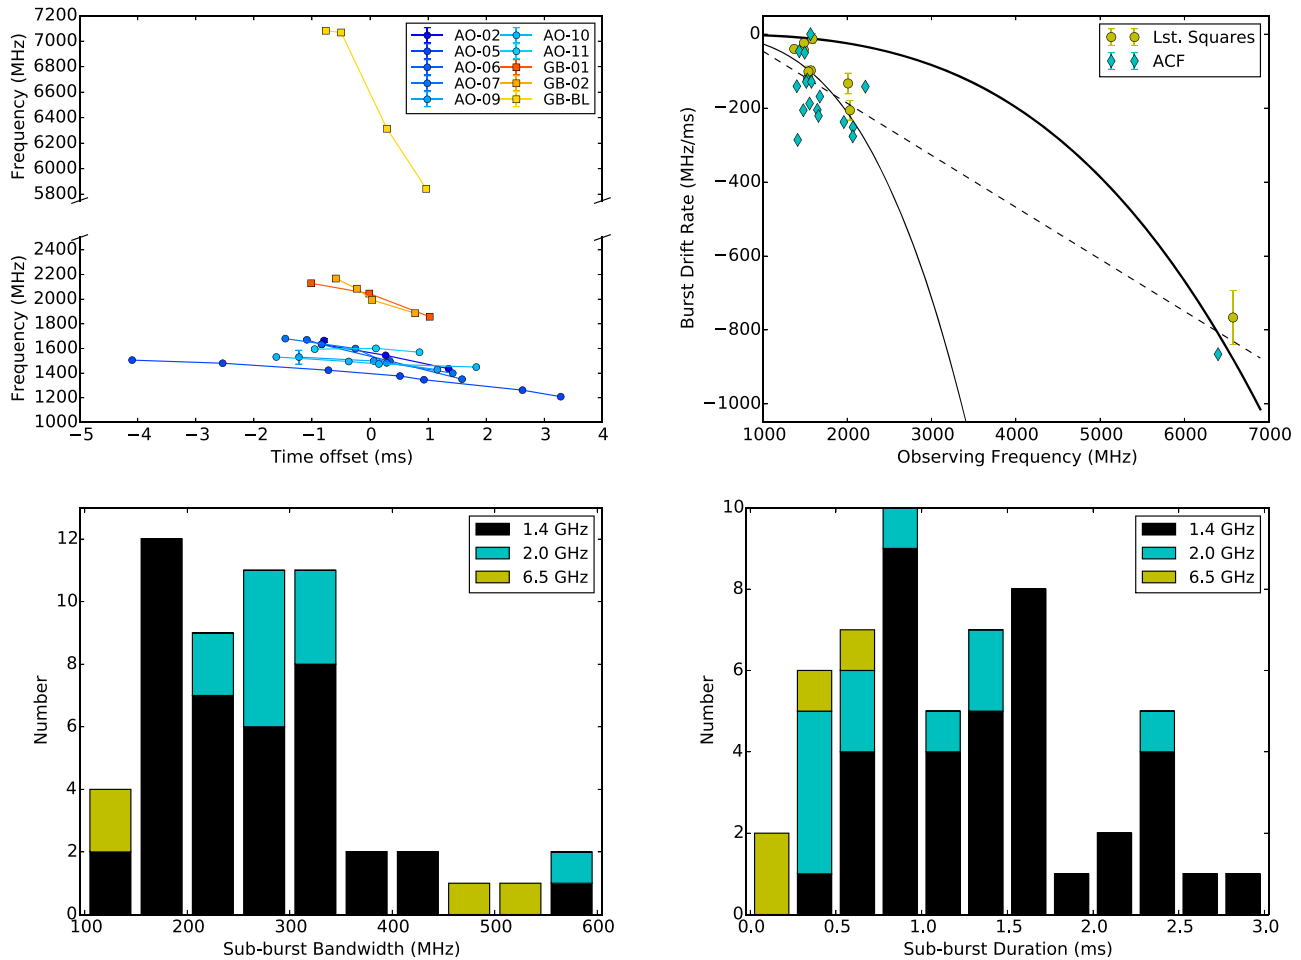 7200
7000
6800
6600
6400
6200
6000
5800
Frequency (MHz)
AO-02
AO-05
AO-06
AO-07
AO-09
AO-10
AO-11
GB-01
GB-02
GB-BL
2400
2200
2000
1800
1600
1400
1200
1000
Frequency (MHz)
−5 −4 −3 −2 −1 0 1 2 3 4
Time offset (ms)
0
−200
−400
−600
−800
−1000
Burst Drift Rate (MHz/ms)
Lst. Squares
ACF
1000 2000 3000 4000 5000 6000 7000
Observing Frequency (MHz)
12
10
8
6
4
2
0
Number
1.4 GHz
2.0 GHz
6.5 GHz
100 200 300 400 500 600
Sub-burst Bandwidth (MHz)
10
8
6
4
2
0
Number
1.4 GHz
2.0 GHz
6.5 GHz
0.0 0.5 1.0 1.5 2.0 2.5 3.0
Sub-burst Duration (ms)